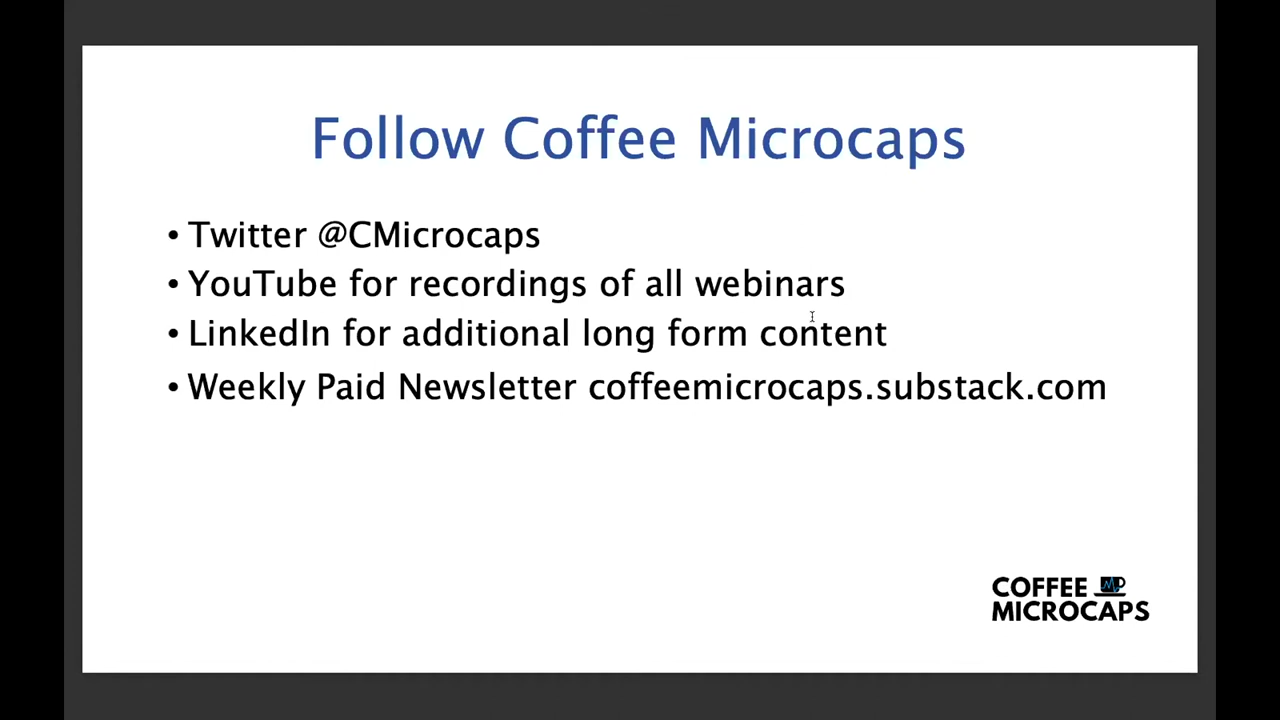 Follow Coffee Microcaps
• Twitter @CMicrocaps
• YouTube for recordings of all webinars
• LinkedIn for additional long form content
• Weekly Paid Newsletter coffeemicrocaps.substack.com
COFFEE
MICROCAPS